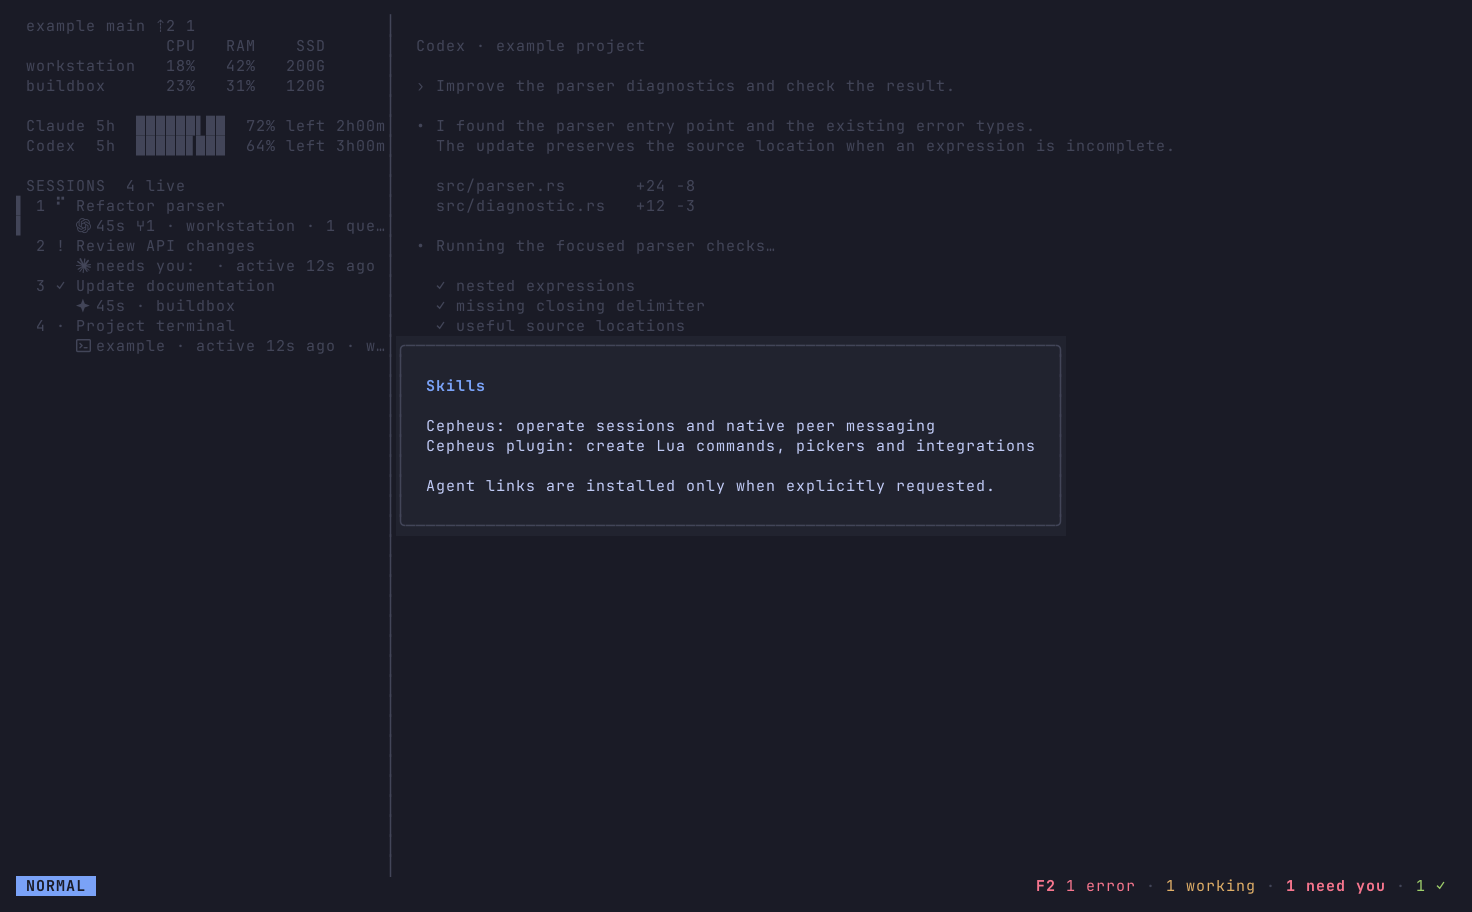 example main ↑2 1
CPU RAM SSD
workstation 18% 42% 200G
buildbox 23% 31% 120G
Claude 5h 72% left 2h00m
Codex 5h 64% left 3h00m
SESSIONS 4 live
1 Refactor parser
45s 1 · workstation · 1 que…
2 ! Review API changes
needs you: · active 12s ago
3 ✓ Update documentation
45s · buildbox
4 · Project terminal
example · active 12s ago · w…
Codex · example project
› Improve the parser diagnostics and check the result.
• I found the parser entry point and the existing error types.
The update preserves the source location when an expression is incomplete.
src/parser.rs +24 -8
src/diagnostic.rs +12 -3
• Running the focused parser checks…
✓ nested expressions
✓ missing closing delimiter
✓ useful source locations
Skills
Cepheus: operate sessions and native peer messaging
Cepheus plugin: create Lua commands, pickers and integrations
Agent links are installed only when explicitly requested.
NORMAL
F2 1 error · 1 working · 1 need you · 1 ✓